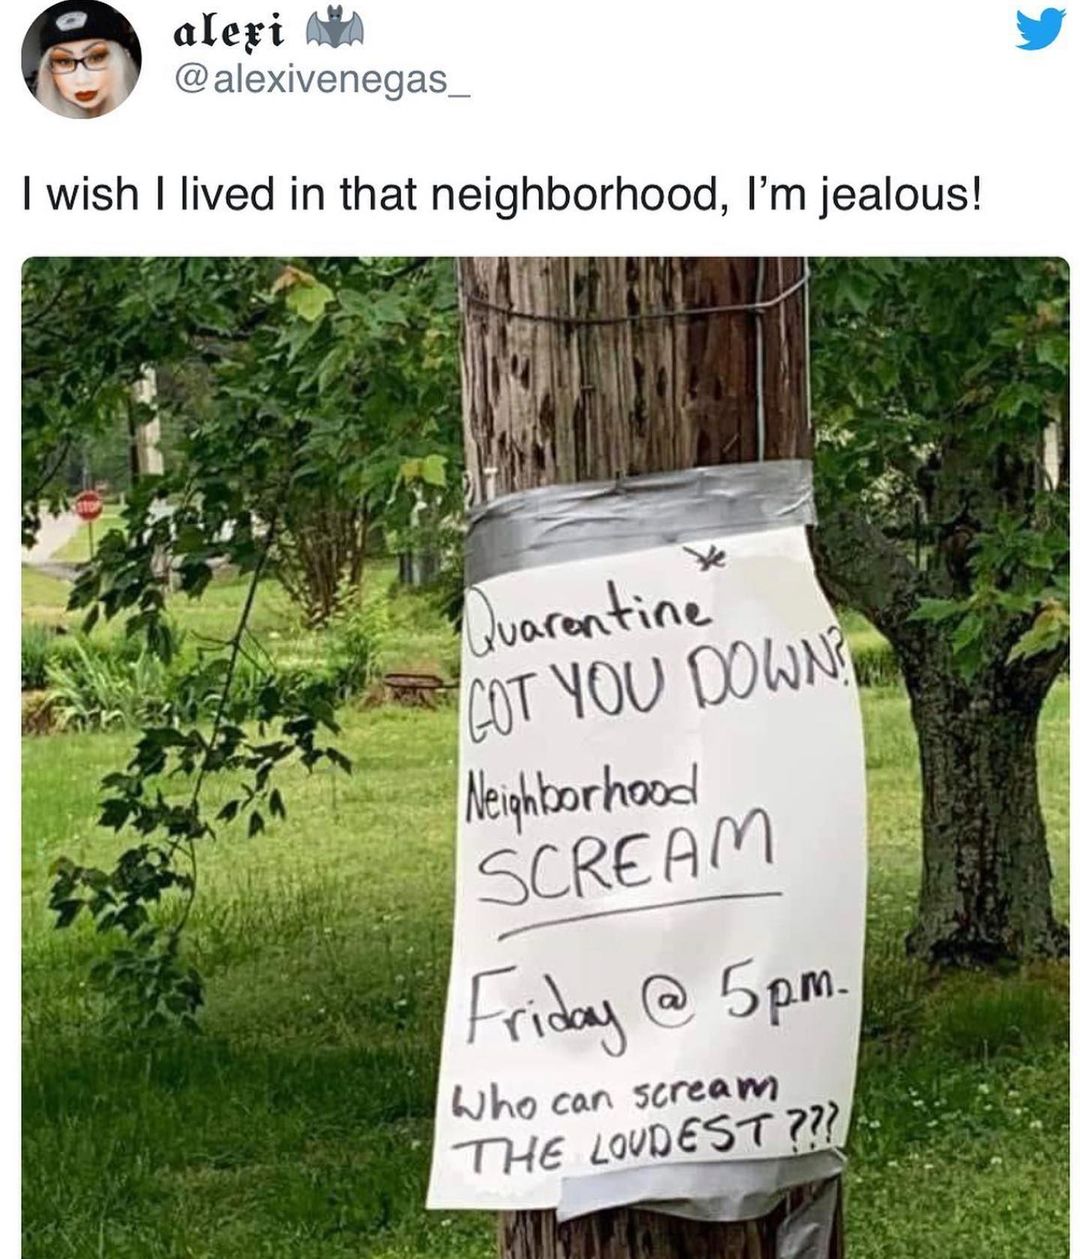 alexi 🦇
@alexivenegas_
I wish I lived in that neighborhood, I'm jealous!
STOP
Quarentine
GOT YOU DOWN?
Neighborhood
SCREAM
Friday @ 5p.m.
Who can scream
THE LOUDEST???